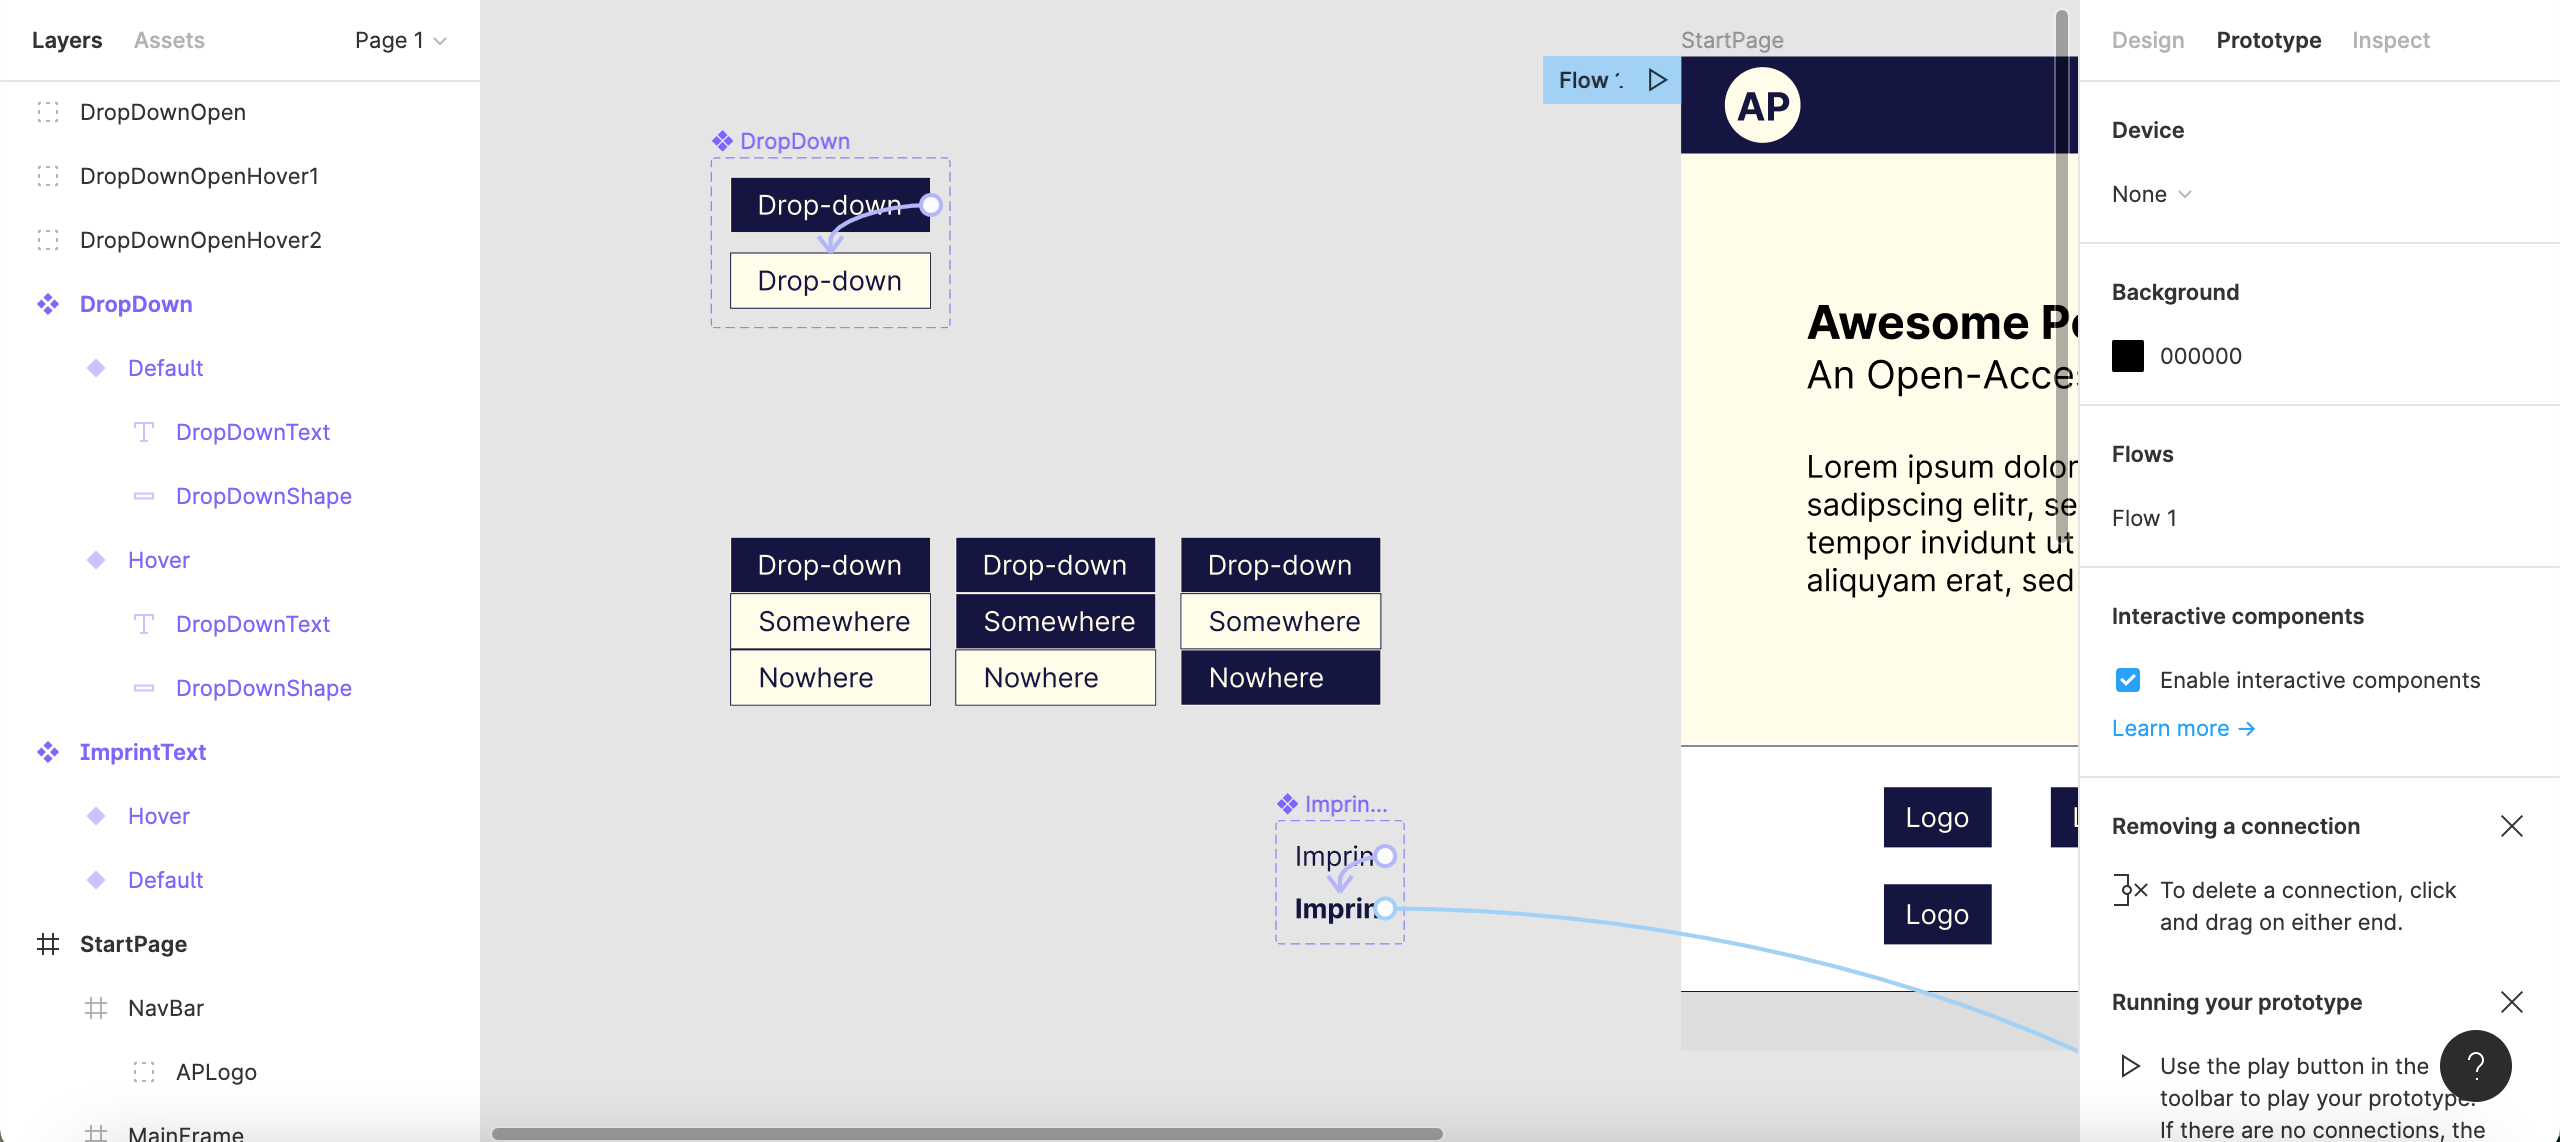 Layers
Assets
Page 1
DropDownOpen
DropDownOpenHover1
DropDownOpenHover2
DropDown
Default
DropDownText
DropDownShape
Hover
DropDownText
DropDownShape
ImprintText
Hover
Default
StartPage
NavBar
APLogo
MainFrame
DropDown
Drop-down
Drop-down
Drop-down
Somewhere
Nowhere
Drop-down
Somewhere
Nowhere
Drop-down
Somewhere
Nowhere
Imprin...
Imprin
Imprin
StartPage
Flow
AP
Awesome
An Open-Acces
Lorem ipsum dolor
sadipscing elitr, se
tempor invidunt ut
aliquyam erat, sed
Logo
Logo
Design
Prototype
Inspect
Device
None
Background
000000
Flows
Flow 1
Interactive components
Enable interactive components
Learn more →
Removing a connection
To delete a connection, click
and drag on either end.
Running your prototype
Use the play button in the
toolbar to play your prototype.
If there are no connections, the
?